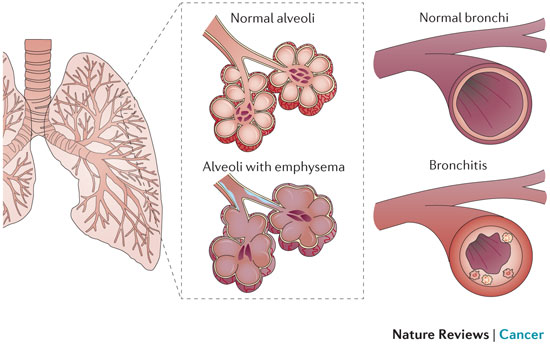 Normal alveoli
Normal bronchi
Alveoli with emphysema
Bronchitis
Nature Reviews | Cancer